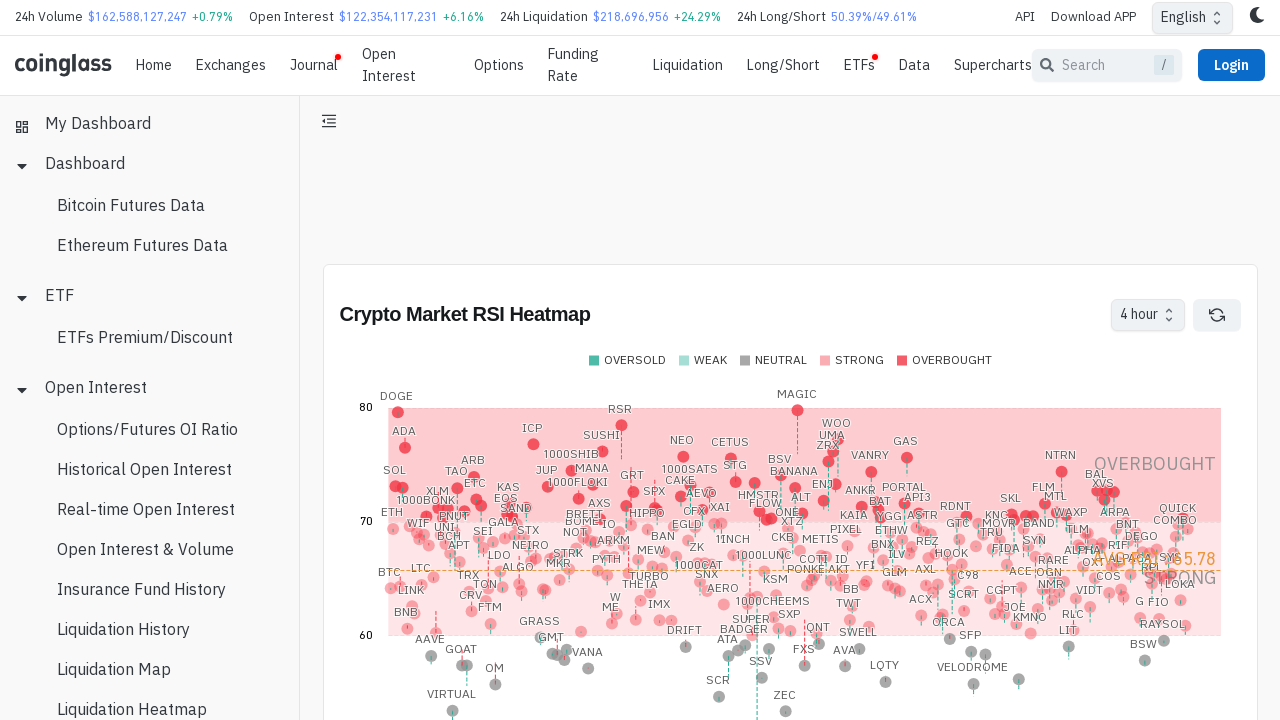 24h Volume $162,588,127,247 +0.79% Open Interest $122,354,117,231 +6.16% 24h Liquidation $218,696,956 +24.29% 24h Long/Short 50.39%/49.61% API Download APP English
coinglass Home Exchanges Journal Open Interest Options Funding Rate Liquidation Long/Short ETFs Data Supercharts Search / Login
My Dashboard
Dashboard
Bitcoin Futures Data
Ethereum Futures Data
ETF
ETFs Premium/Discount
Open Interest
Options/Futures OI Ratio
Historical Open Interest
Real-time Open Interest
Open Interest & Volume
Insurance Fund History
Liquidation History
Liquidation Map
Liquidation Heatmap
Crypto Market RSI Heatmap
4 hour
OVERSOLD WEAK NEUTRAL STRONG OVERBOUGHT
DOGE MAGIC
80
RSR
ADA ICP SUSHI NEO CETUS WOO UMA ZRX GAS
ARB 1000SHIB BSV VANRY NTRN OVERBOUGHT
SOL TAO JUP MANA GRT 1000SATS STG BANANA BAL
ETC 1000FLOKI CAKE ENJ XVS
XLM KAS SPX AEVO HMSTR ALT ANKR PORTAL FLM
1000BONK EOS AXS FLOW BAT API3 SKL MTL
ETH PNUT SAND BRETT HIPPO CFX XAI ONE KAIA YGG ASTR RDNT KNC WAXP ARPA QUICK
70
WIF UNI GALA BOME IO EGLD XTZ GTC MOVR BAND BNT COMBO
BCH STX NOT BAN 1INCH CKB PIXEL ETHW TRU TLM DEGO
APT SEI NEIRO ARKM ZK METIS BNX REZ FIDA SYN ALPHA RIF
LDO STRK MEW 1000LUNC ILV HOOK RARE SYS
BTC LTC ALGO MKR PYTH 1000CAT COTI ID YFI OX
TRX TURBO SNX PONKE AKT GLM AXL C98 ACE OGN COS
LINK TON THETA AERO KSM BB CGPT NMR VIDT LOKA
CRV W IMX 1000CHEEMS TWT ACX SCRT G FIO
BNB FTM ME SXP JOE RLC
GRASS SUPER ORCA KMNO RAYSOL
60
AAVE GMT DRIFT BADGER QNT SWELL SFP LIT
ATA
GOAT VANA FXS AVA BSW
OM SSV LQTY VELODROME
SCR
VIRTUAL ZEC
STRONG